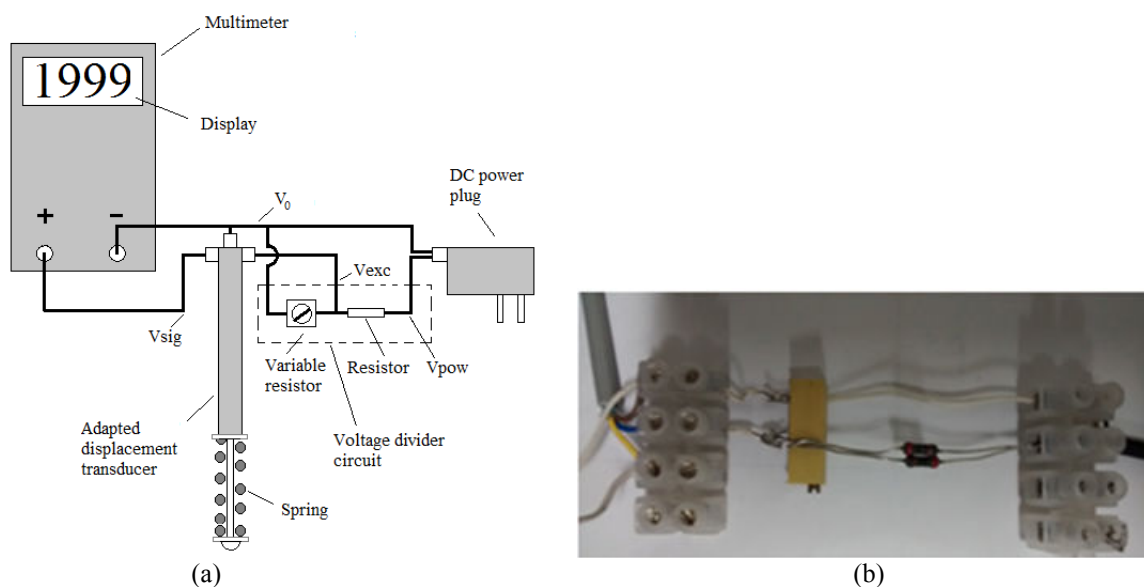 Multimeter
1999
Display
DC power
plug
V0
+ -
Vexc
Vsig
Variable
resistor
Resistor
Vpow
Adapted
displacement
transducer
Voltage divider
circuit
Spring
(a)
(b)